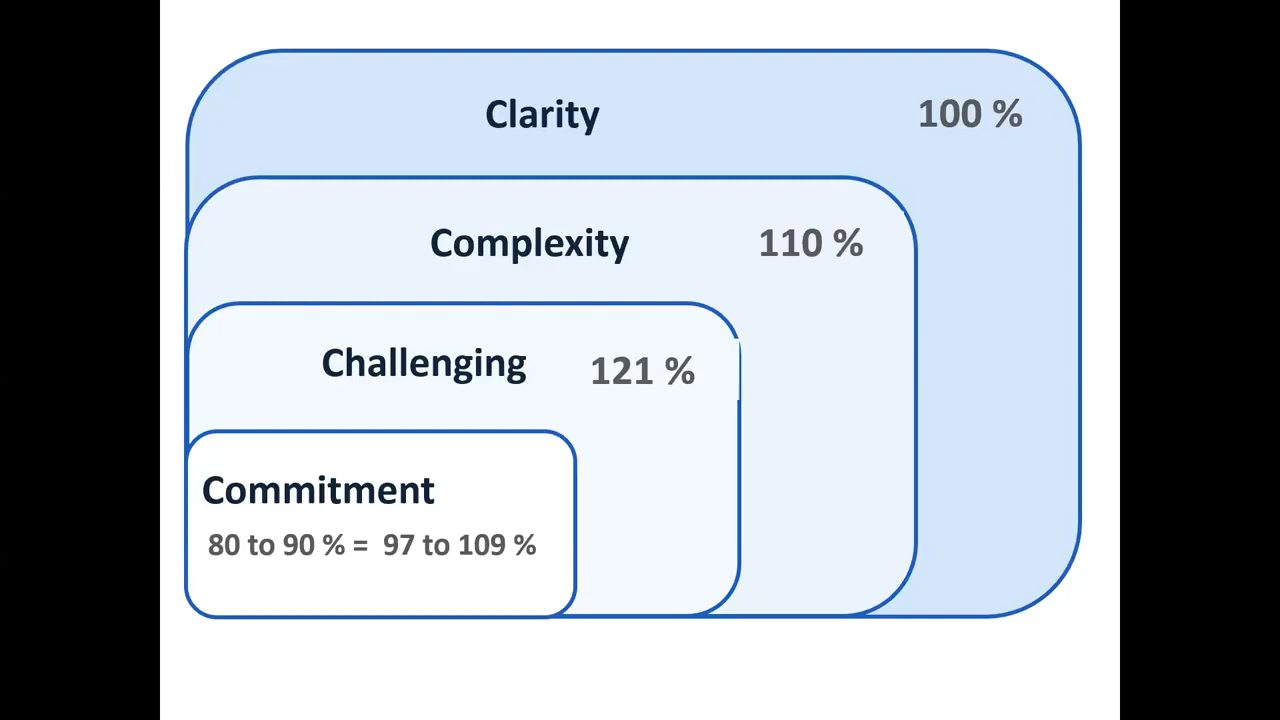 Clarity 100 %
Complexity 110 %
Challenging 121 %
Commitment
80 to 90 % = 97 to 109 %